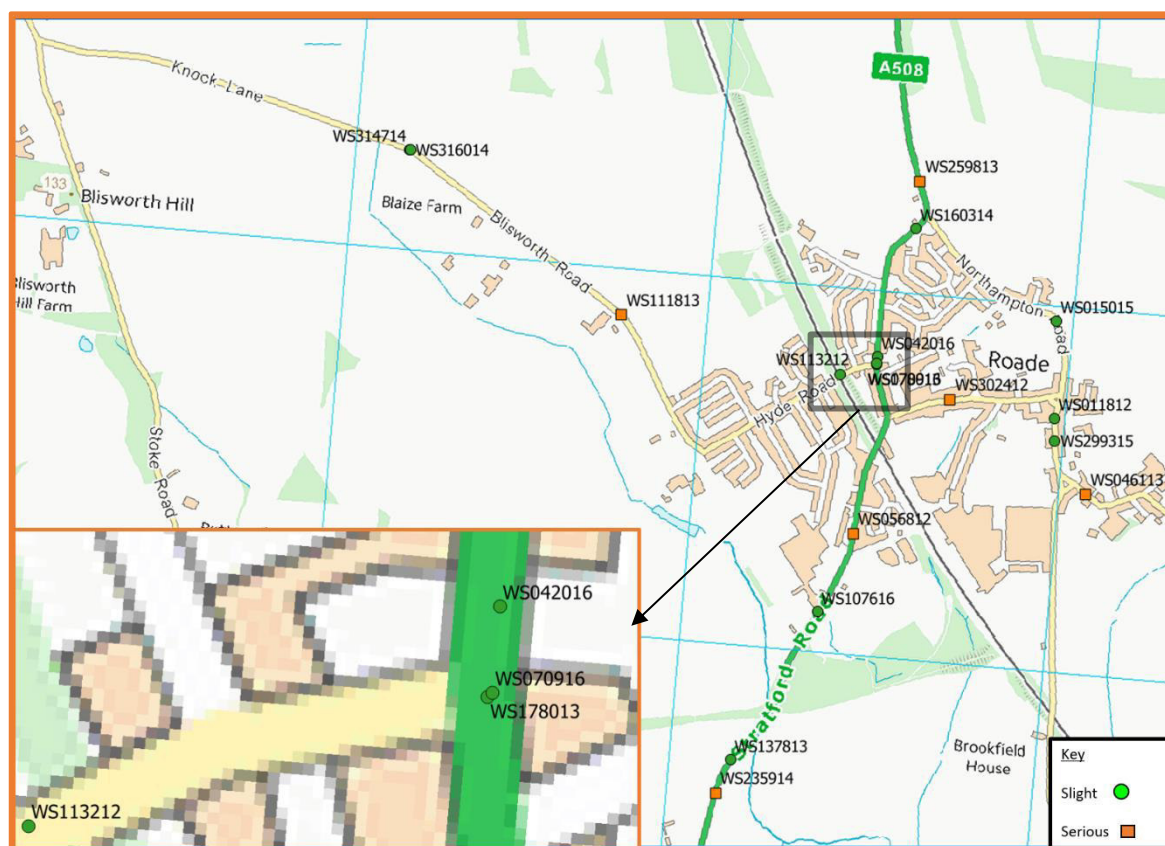 A508
Knock Lane
WS314714
WS316014
133
Blisworth Hill
Blaize Farm
Blisworth Road
WS259813
WS160314
Northampton Road
Blisworth
Hill Farm
WS111813
WS015015
WS042016
WS113212
Roade
WS302412
Hyde Road
WS011812
WS299315
Stoke Road
WS046113
WS056812
WS107616
Stratford Road
WS137813
WS235914
Brookfield
House
WS042016
WS070916
WS178013
WS113212
Key
Slight
Serious